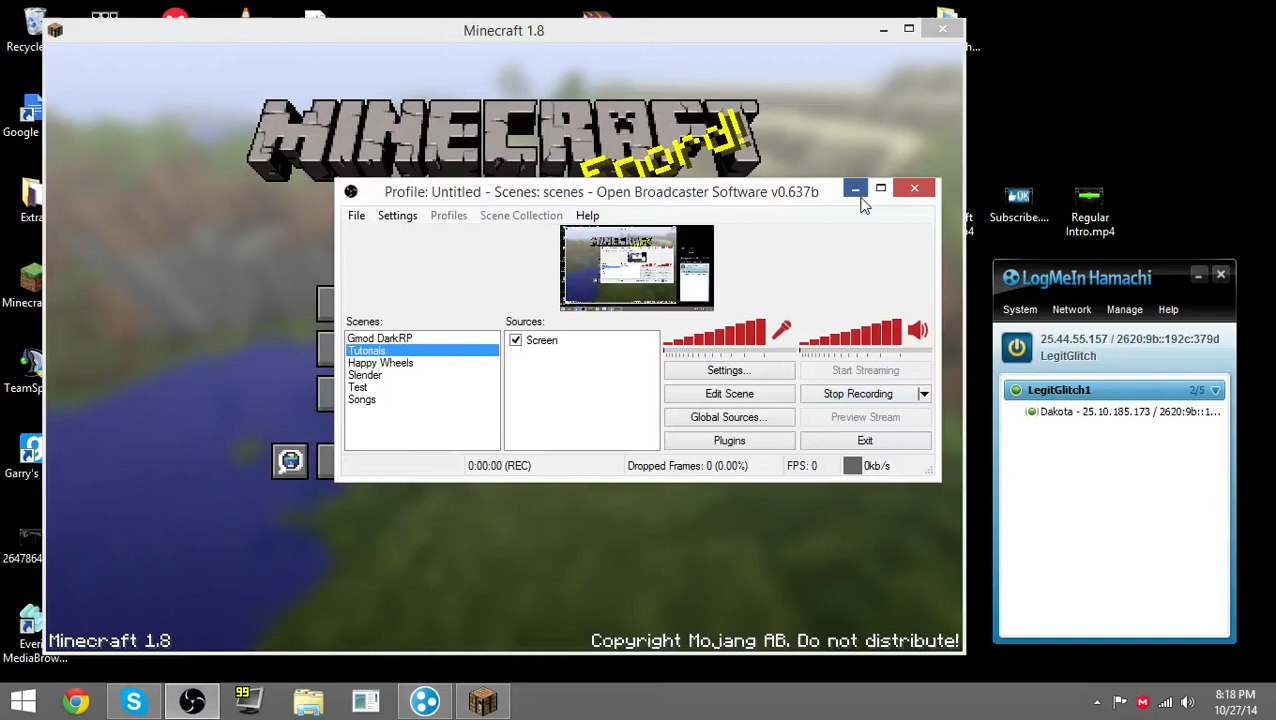 Recycle
Minecraft 1.8
MINECRAFT
Fnord!
Google
Profile: Untitled - Scenes: scenes - Open Broadcaster Software v0.637b
File Settings Profiles Scene Collection Help
Extra
Subscribe....
Regular
Intro.mp4
LogMeIn Hamachi
System Network Manage Help
Scenes: Sources:
Gmod DarkRP
Tutorials
Happy Wheels
Slender
Test
Songs
Screen
Settings... Start Streaming
Edit Scene Stop Recording
Global Sources... Preview Stream
Plugins Exit
0:00:00 (REC) Dropped Frames: 0 (0.00%) FPS: 0 0kb/s
25.44.55.157 / 2620:9b::192c:379d
LegitGlitch
LegitGlitch1 2/5
Dakota - 25.10.185.173 / 2620:9b::1...
Minecr
TeamSp
Garry's
2647864
Even
MediaBrow...
Minecraft 1.8
Copyright Mojang AB. Do not distribute!
99
8:18 PM
10/27/14